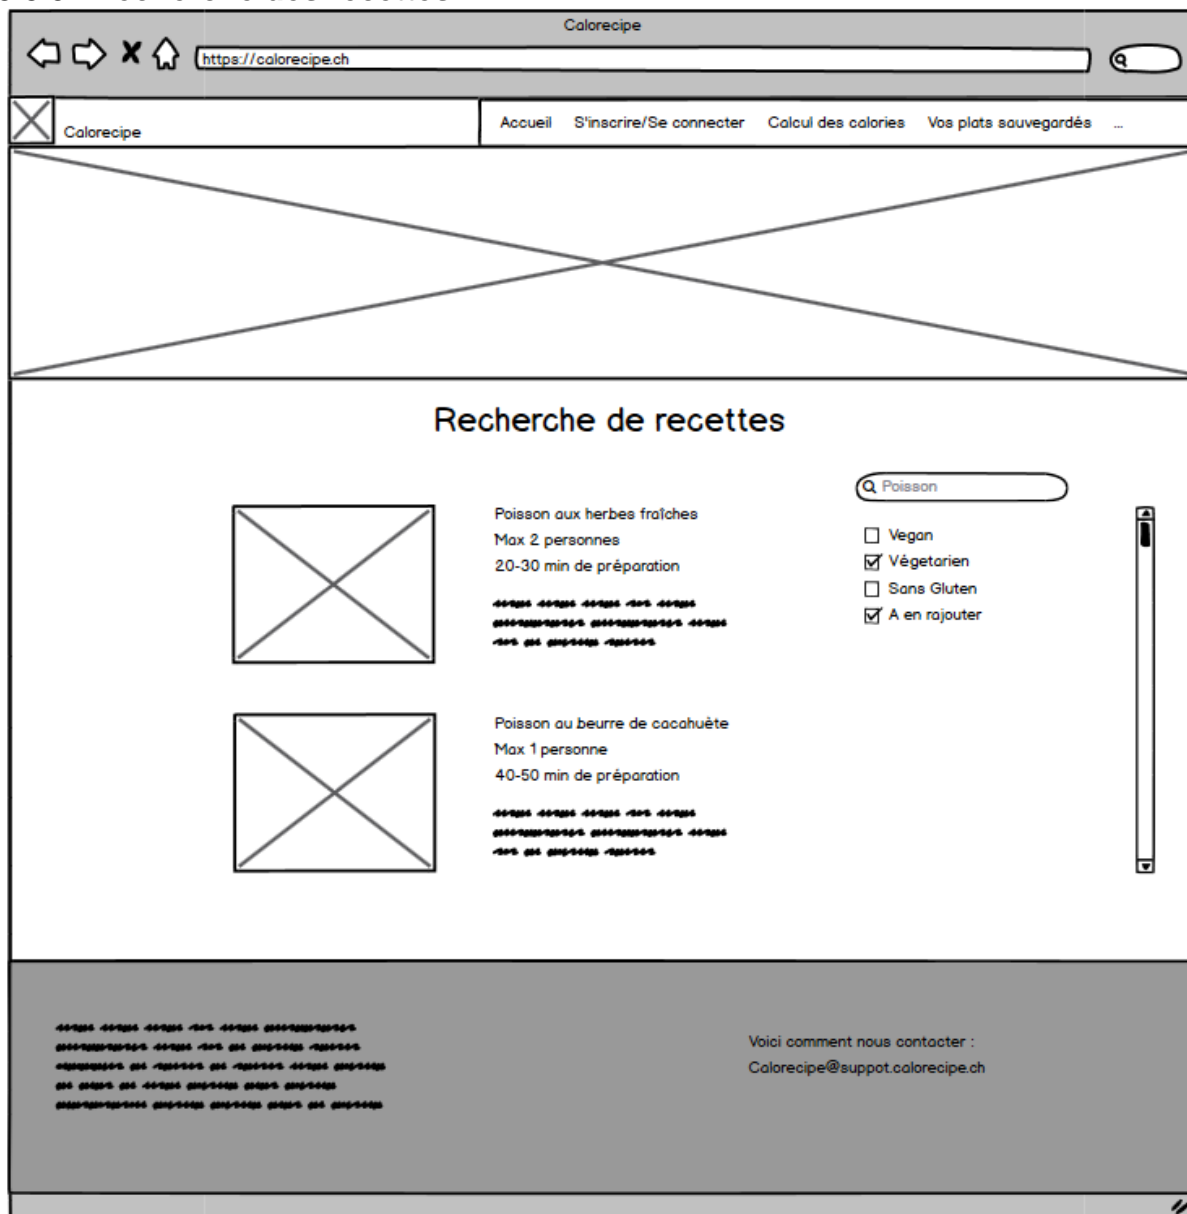 Calorecipe
https://calorecipe.ch
Calorecipe
Accueil S'inscrire/Se connecter Calcul des calories Vos plats sauvegardés ...
Recherche de recettes
Poisson
Poisson aux herbes fraîches
Max 2 personnes
20-30 min de préparation
Vegan
Végetarien
Sans Gluten
A en rajouter
Poisson au beurre de cacahuète
Max 1 personne
40-50 min de préparation
Voici comment nous contacter :
Calorecipe@suppot.calorecipe.ch